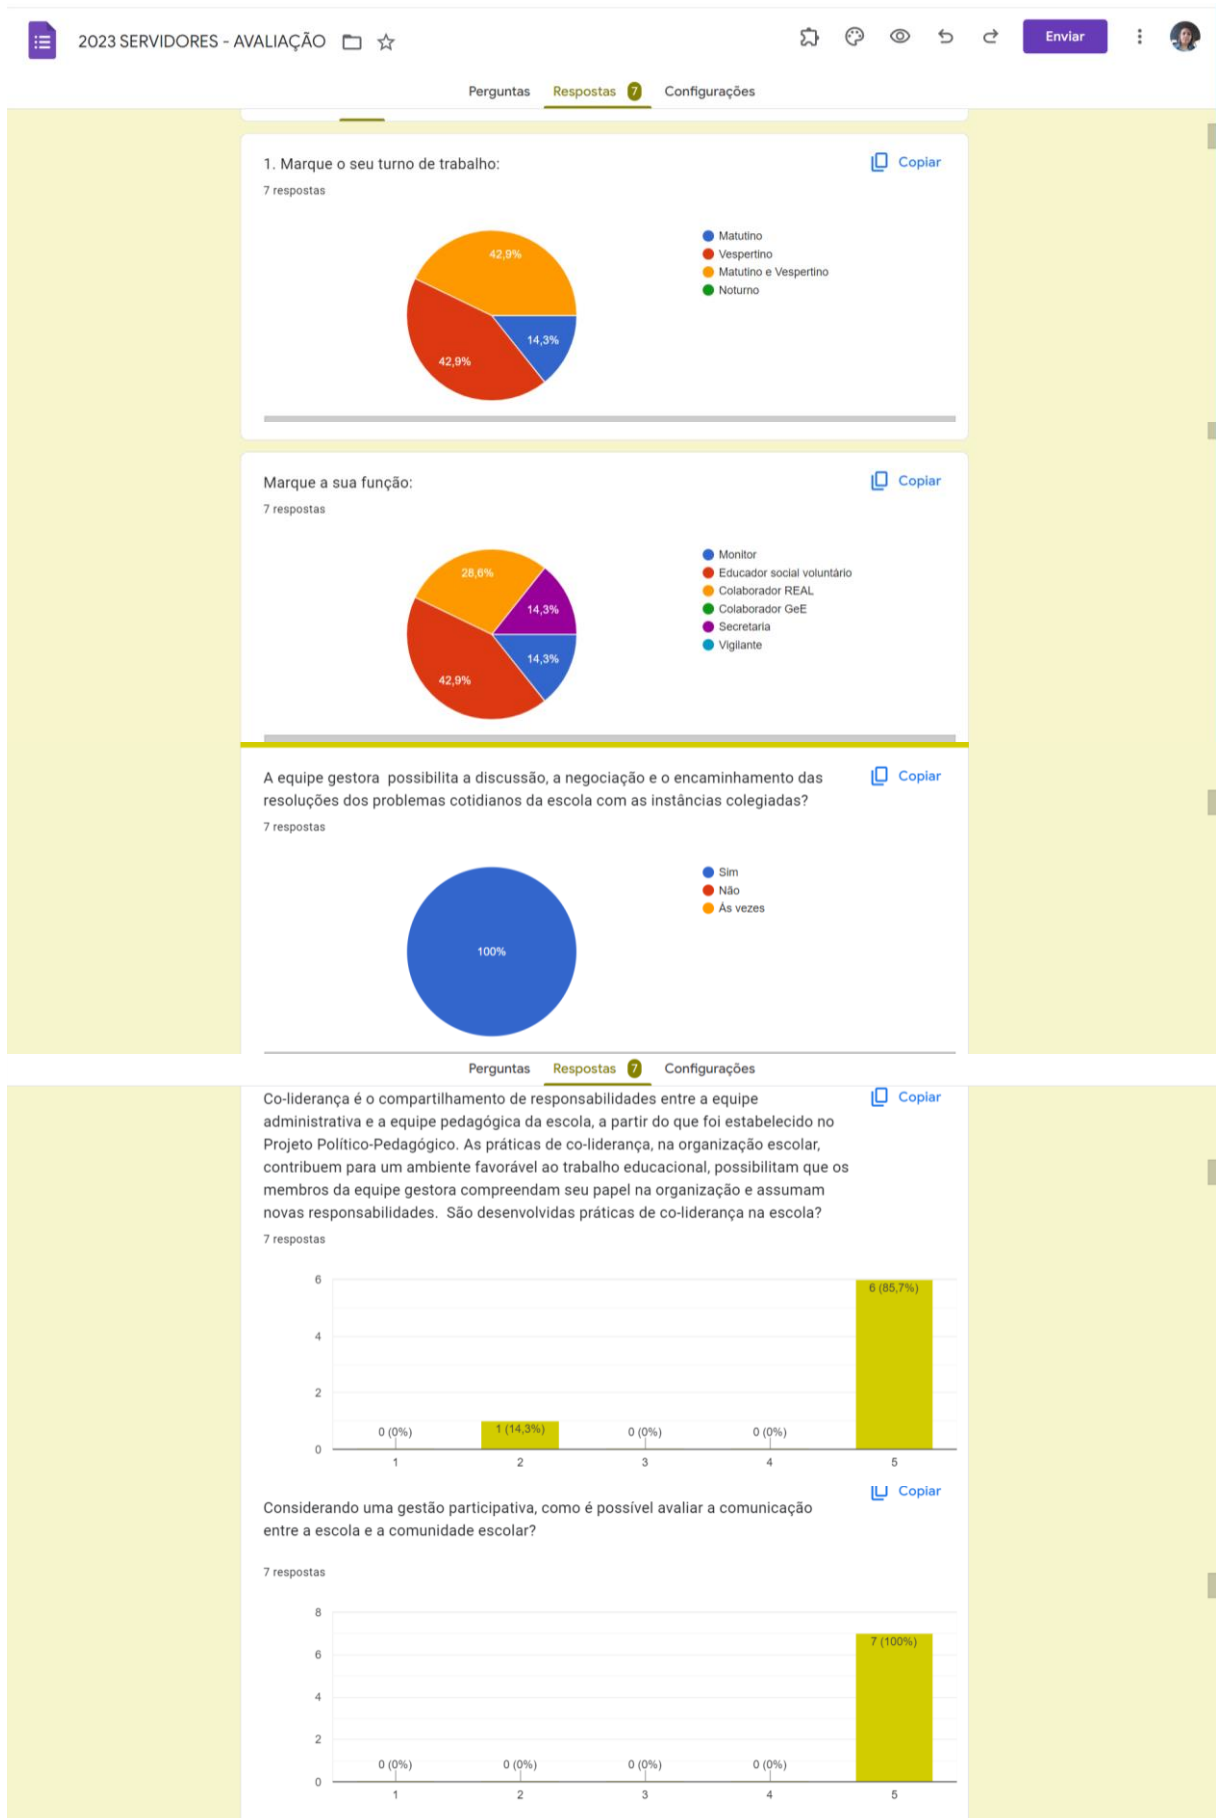 2023 SERVIDORES - AVALIAÇÃO
Enviar
Perguntas Respostas 7 Configurações
1. Marque o seu turno de trabalho:
Copiar
7 respostas
42,9%
14,3%
42,9%
Matutino
Vespertino
Matutino e Vespertino
Noturno
Marque a sua função:
Copiar
7 respostas
28,6%
14,3%
14,3%
42,9%
Monitor
Educador social voluntário
Colaborador REAL
Colaborador GeE
Secretaria
Vigilante
A equipe gestora possibilita a discussão, a negociação e o encaminhamento das
resoluções dos problemas cotidianos da escola com as instâncias colegiadas?
Copiar
7 respostas
100%
Sim
Não
Ás vezes
Perguntas Respostas 7 Configurações
Co-liderança é o compartilhamento de responsabilidades entre a equipe
administrativa e a equipe pedagógica da escola, a partir do que foi estabelecido no
Projeto Político-Pedagógico. As práticas de co-liderança, na organização escolar,
contribuem para um ambiente favorável ao trabalho educacional, possibilitam que os
membros da equipe gestora compreendam seu papel na organização e assumam
novas responsabilidades. São desenvolvidas práticas de co-liderança na escola?
Copiar
7 respostas
6
4
2
0
0 (0%) 1 (14,3%) 0 (0%) 0 (0%) 6 (85,7%)
1 2 3 4 5
Considerando uma gestão participativa, como é possível avaliar a comunicação
entre a escola e a comunidade escolar?
Copiar
7 respostas
8
6
4
2
0
0 (0%) 0 (0%) 0 (0%) 0 (0%) 7 (100%)
1 2 3 4 5